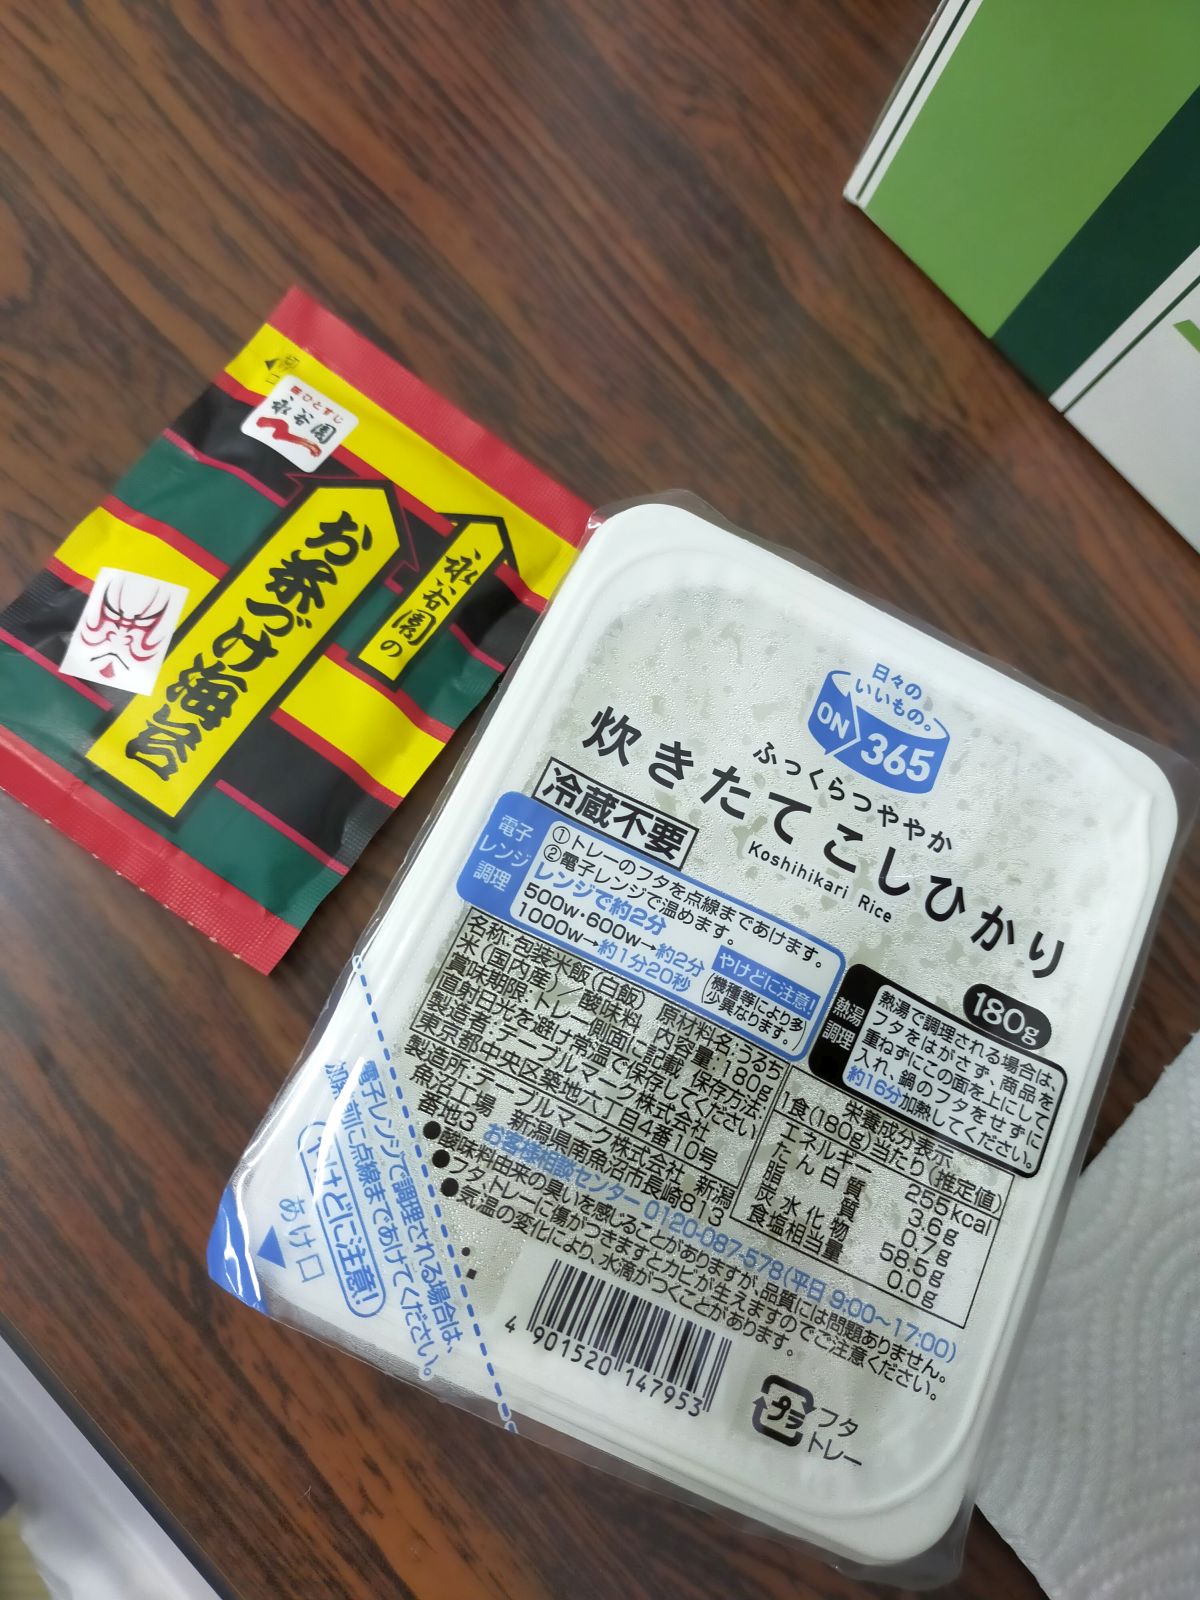 味ひとすじ
永谷園
永谷園の
お茶づけ海苔
日々の
いいもの。
ON
365
ふっくらつややか
炊きたてこしひかり
Koshihikari Rice
180g
冷蔵不要
電子
レンジ
調理
①トレーのフタを点線まであけます。
②電子レンジで温めます。
レンジで約2分
500w・600w→約2分
1000w→約1分20秒
やけどに注意!
(機種等により多
少異なります。)
熱湯
調理
熱湯で調理される場合は、
フタをはがさず、商品を
重ねずにこの面を上にして
入れ、鍋のフタをせずに
約16分加熱してください。
名称:包装米飯(白飯) 原材料名:うるち
米(国内産)/酸味料 内容量:180g
賞味期限:トレー側面に記載 保存方法:
直射日光を避け常温で保存してください
製造者:テーブルマーク株式会社
東京都中央区築地六丁目4番10号
製造所:テーブルマーク株式会社 新潟
魚沼工場 新潟県南魚沼市長崎813
番地3
栄養成分表示
1食(180g)当たり(推定値)
エネルギー 255kcal
たん白質 3.6g
脂質 0.7g
炭水化物 58.5g
食塩相当量 0.0g
お客様相談センター 0120-087-578(平日 9:00~17:00)
●酸味料由来の臭いを感じることがありますが、品質には問題ありません。
●フタ、トレーに傷がつきますとカビが生えますのでご注意ください。
●気温の変化により、水滴がつくことがあります。
電子レンジで調理される場合は、
加熱前に点線まであけてください。
やけどに注意!
あけ口
4 901520 147953
プラ
フタ
トレー